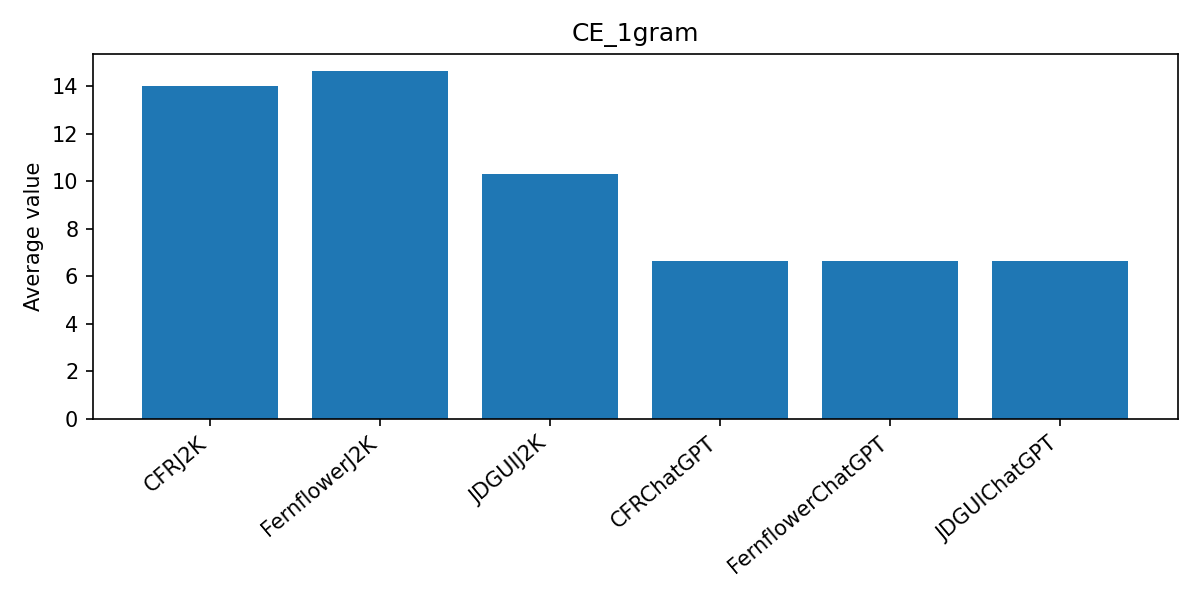 CE_1gram
Average value
14
12
10
8
6
4
2
0
CFRJ2K
FernflowerJ2K
JDGUIJ2K
CFRChatGPT
FernflowerChatGPT
JDGUIChatGPT